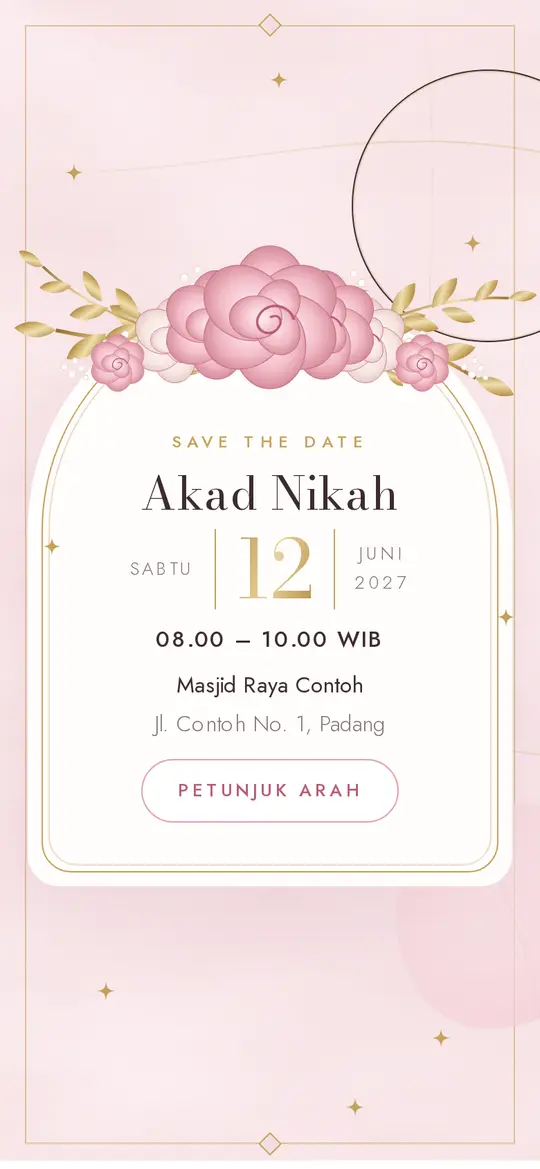 SAVE THE DATE
Akad Nikah
SABTU
12
JUNI
2027
08.00 – 10.00 WIB
Masjid Raya Contoh
Jl. Contoh No. 1, Padang
PETUNJUK ARAH